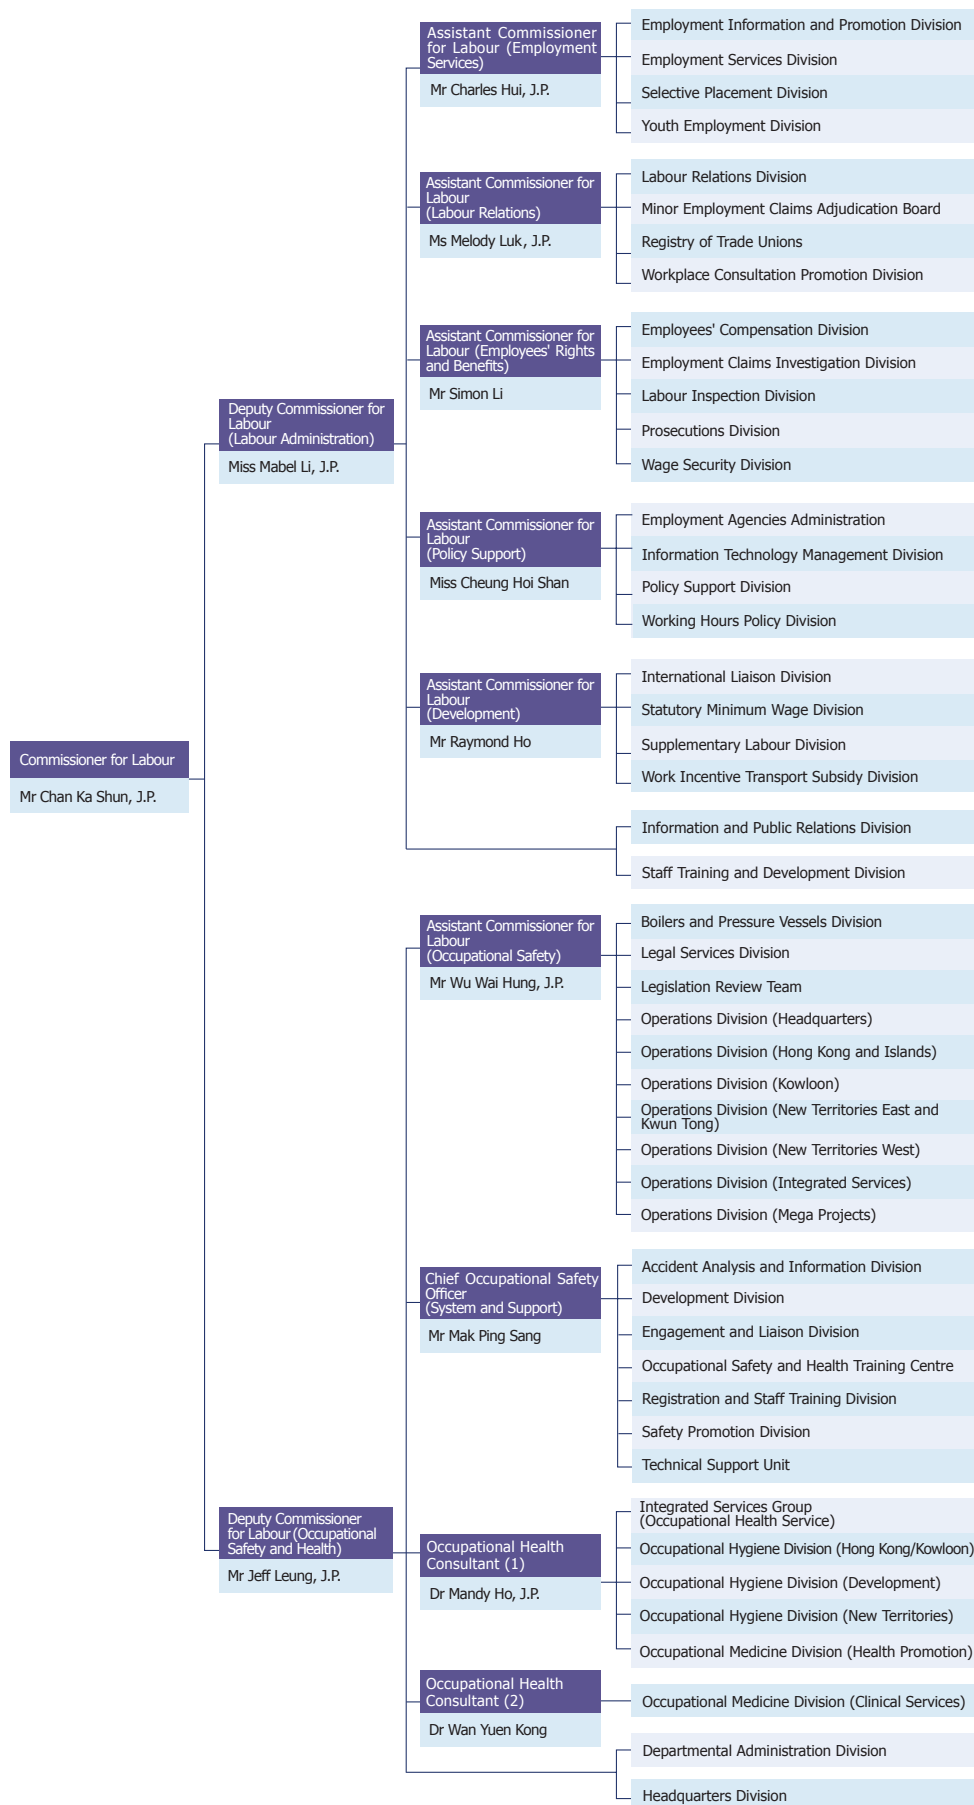 Commissioner for Labour
Mr Chan Ka Shun, J.P.
Deputy Commissioner for
Labour
(Labour Administration)
Miss Mabel Li, J.P.
Assistant Commissioner
for Labour (Employment
Services)
Mr Charles Hui, J.P.
Employment Information and Promotion Division
Employment Services Division
Selective Placement Division
Youth Employment Division
Assistant Commissioner for
Labour
(Labour Relations)
Ms Melody Luk, J.P.
Labour Relations Division
Minor Employment Claims Adjudication Board
Registry of Trade Unions
Workplace Consultation Promotion Division
Assistant Commissioner for
Labour (Employees' Rights
and Benefits)
Mr Simon Li
Employees' Compensation Division
Employment Claims Investigation Division
Labour Inspection Division
Prosecutions Division
Wage Security Division
Assistant Commissioner for
Labour
(Policy Support)
Miss Cheung Hoi Shan
Employment Agencies Administration
Information Technology Management Division
Policy Support Division
Working Hours Policy Division
Assistant Commissioner for
Labour
(Development)
Mr Raymond Ho
International Liaison Division
Statutory Minimum Wage Division
Supplementary Labour Division
Work Incentive Transport Subsidy Division
Information and Public Relations Division
Staff Training and Development Division
Deputy Commissioner
for Labour (Occupational
Safety and Health)
Mr Jeff Leung, J.P.
Assistant Commissioner for
Labour
(Occupational Safety)
Mr Wu Wai Hung, J.P.
Boilers and Pressure Vessels Division
Legal Services Division
Legislation Review Team
Operations Division (Headquarters)
Operations Division (Hong Kong and Islands)
Operations Division (Kowloon)
Operations Division (New Territories East and
Kwun Tong)
Operations Division (New Territories West)
Operations Division (Integrated Services)
Operations Division (Mega Projects)
Chief Occupational Safety
Officer
(System and Support)
Mr Mak Ping Sang
Accident Analysis and Information Division
Development Division
Engagement and Liaison Division
Occupational Safety and Health Training Centre
Registration and Staff Training Division
Safety Promotion Division
Technical Support Unit
Occupational Health
Consultant (1)
Dr Mandy Ho, J.P.
Integrated Services Group
(Occupational Health Service)
Occupational Hygiene Division (Hong Kong/Kowloon)
Occupational Hygiene Division (Development)
Occupational Hygiene Division (New Territories)
Occupational Medicine Division (Health Promotion)
Occupational Health
Consultant (2)
Dr Wan Yuen Kong
Occupational Medicine Division (Clinical Services)
Departmental Administration Division
Headquarters Division